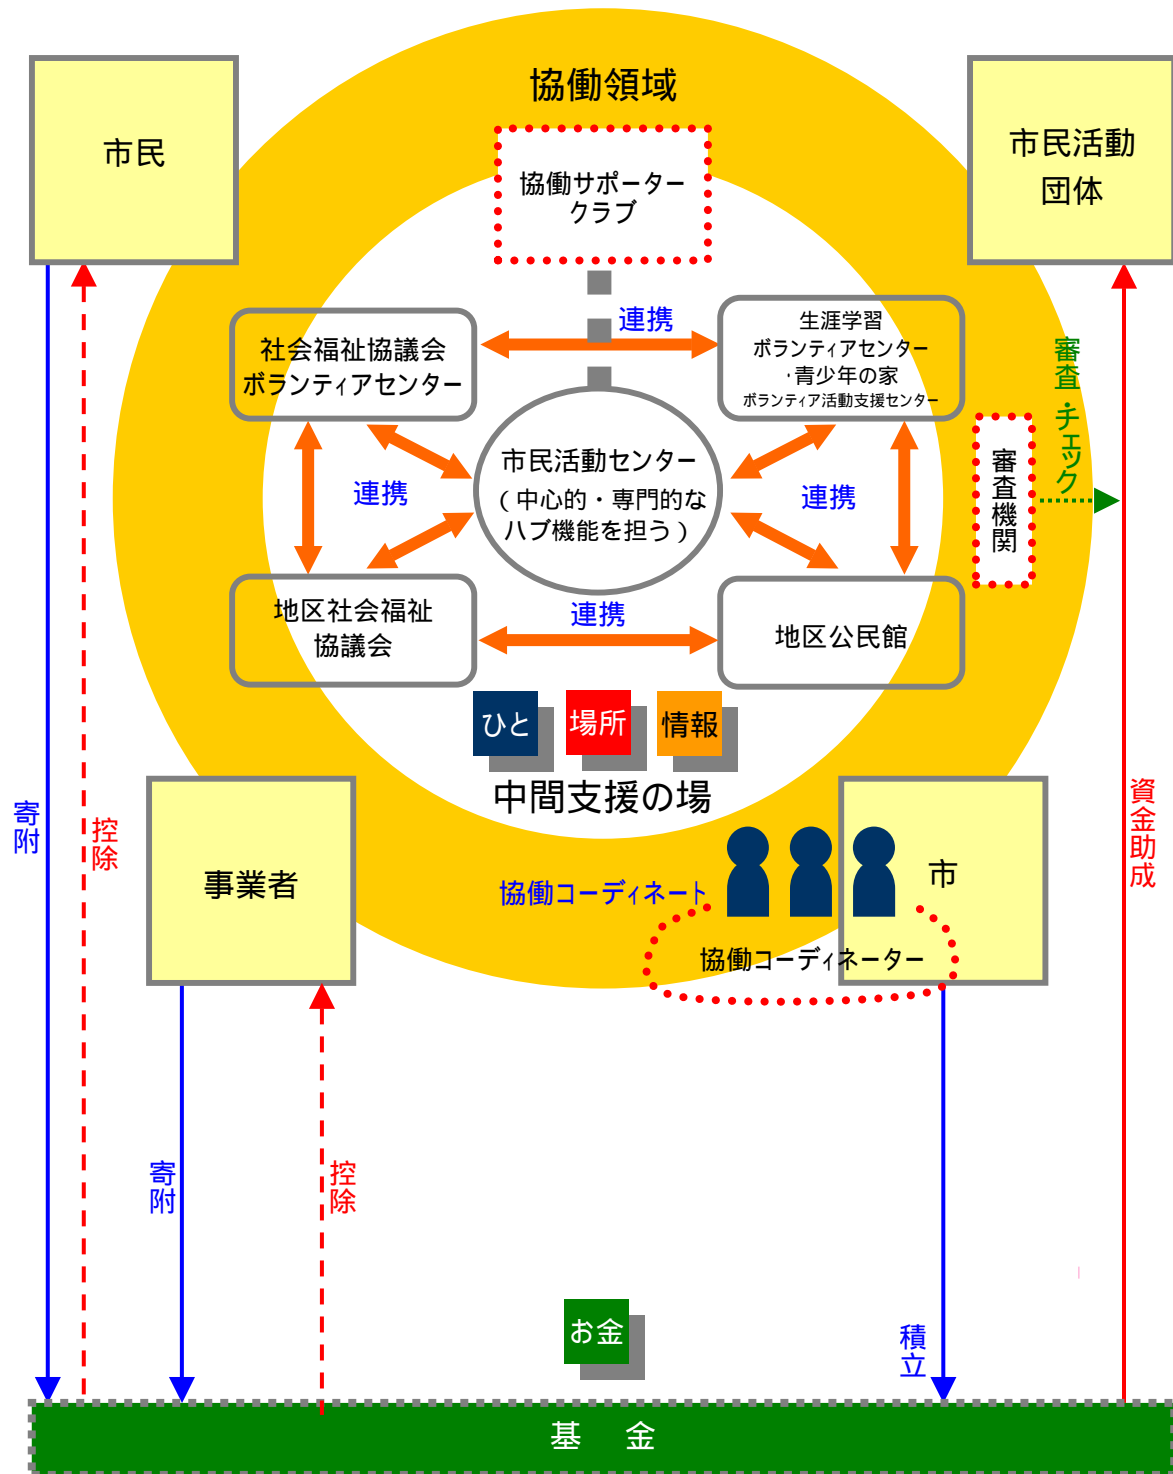 協働領域
市民
市民活動
団体
協働サポーター
クラブ
連携
社会福祉協議会
ボランティアセンター
生涯学習
ボランティアセンター
・青少年の家
ボランティア活動支援センター
審査・チェック
市民活動センター
（中心的・専門的な
ハブ機能を担う）
連携
連携
審査機関
地区社会福祉
協議会
連携
地区公民館
ひと
場所
情報
中間支援の場
寄附
控除
事業者
協働コーディネート
市
資金助成
協働コーディネーター
寄附
控除
お金
積立
基 金